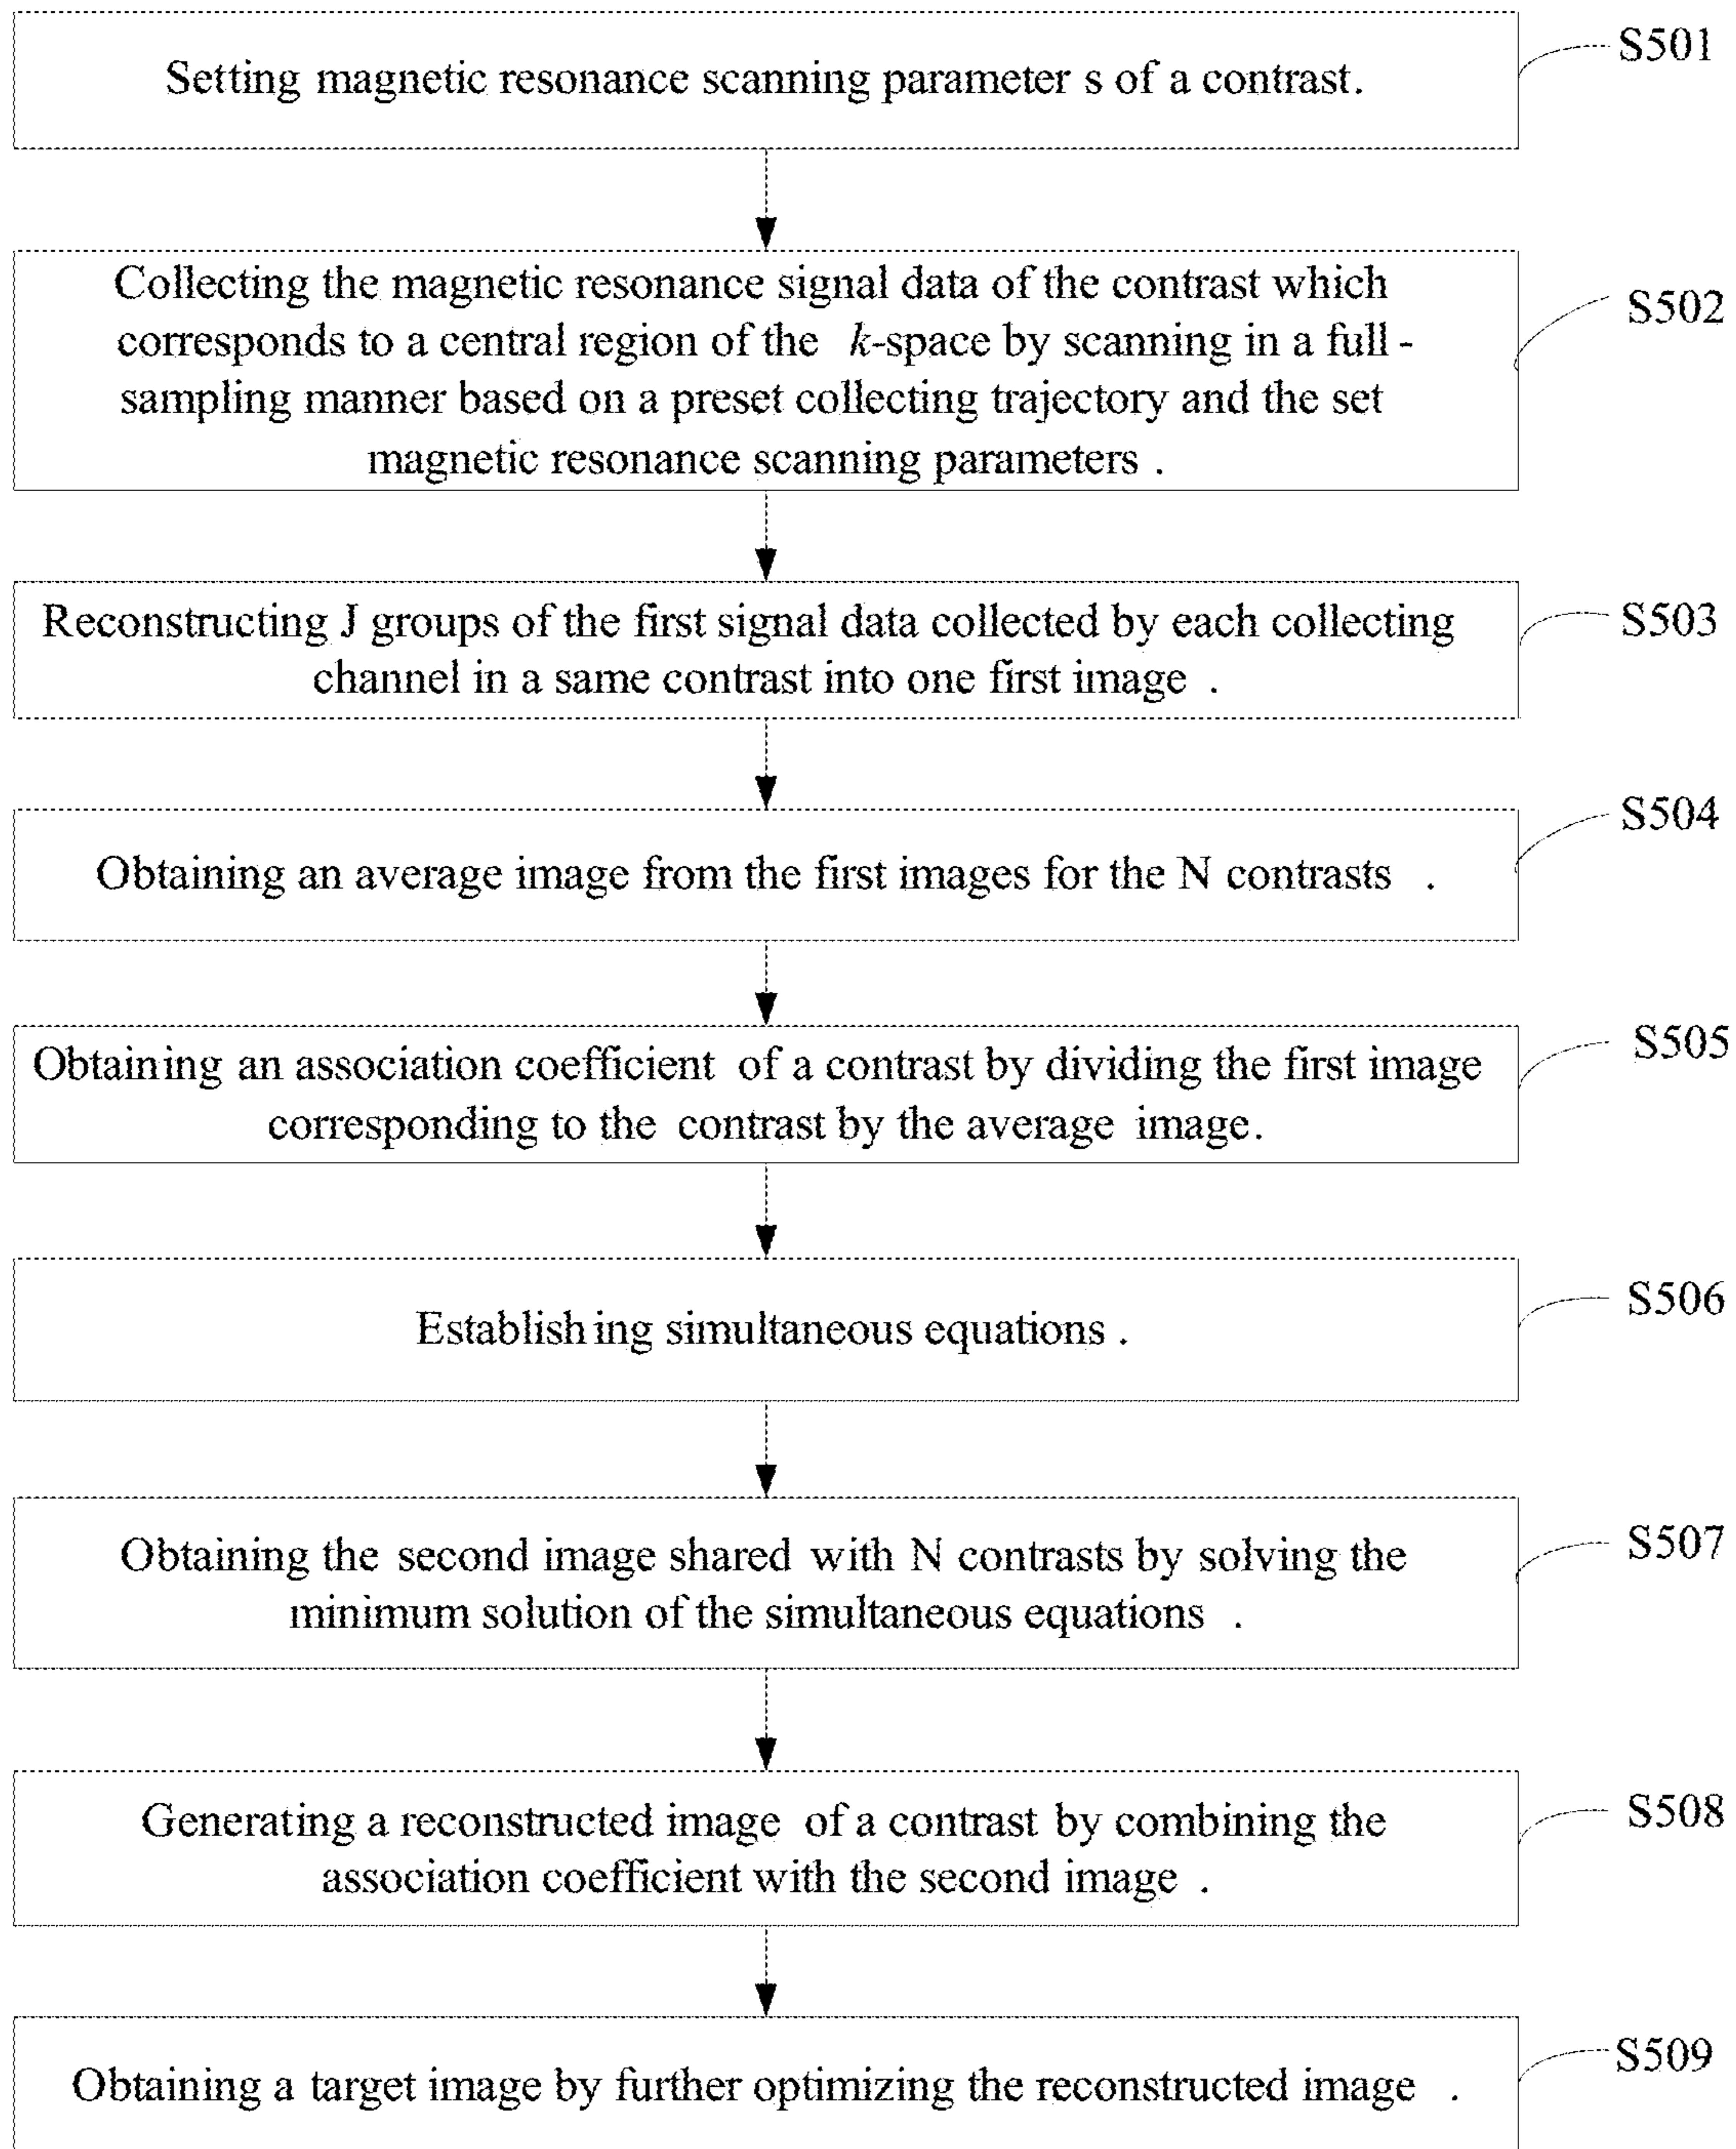 Setting magnetic resonance scanning parameter s of a contrast.
S501
Collecting the magnetic resonance signal data of the contrast which
corresponds to a central region of the k-space by scanning in a full -
sampling manner based on a preset collecting trajectory and the set
magnetic resonance scanning parameters .
S502
Reconstructing J groups of the first signal data collected by each collecting
channel in a same contrast into one first image .
S503
Obtaining an average image from the first images for the N contrasts .
S504
Obtaining an association coefficient of a contrast by dividing the first image
corresponding to the contrast by the average image.
S505
Establish ing simultaneous equations .
S506
Obtaining the second image shared with N contrasts by solving the
minimum solution of the simultaneous equations .
S507
Generating a reconstructed image of a contrast by combining the
association coefficient with the second image .
S508
Obtaining a target image by further optimizing the reconstructed image .
S509